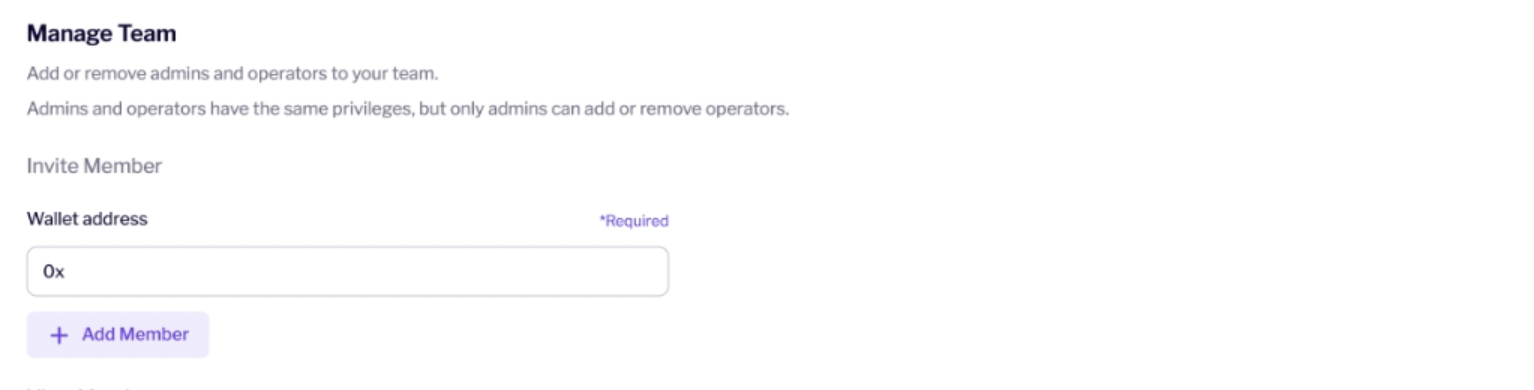 Manage Team
Add or remove admins and operators to your team.
Admins and operators have the same privileges, but only admins can add or remove operators.
Invite Member
Wallet address
*Required
0x
+ Add Member